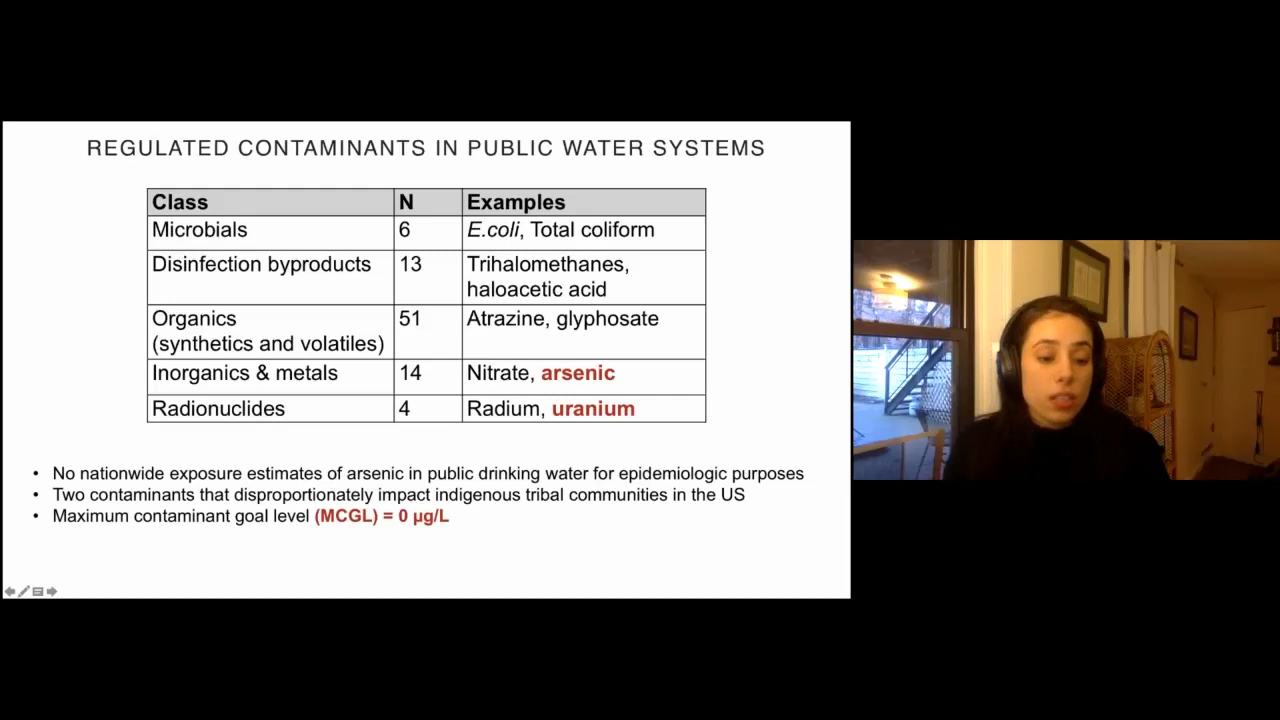 REGULATED CONTAMINANTS IN PUBLIC WATER SYSTEMS
Class N Examples
Microbials 6 E.coli, Total coliform
Disinfection byproducts 13 Trihalomethanes,
haloacetic acid
Organics 51 Atrazine, glyphosate
(synthetics and volatiles)
Inorganics & metals 14 Nitrate, arsenic
Radionuclides 4 Radium, uranium
• No nationwide exposure estimates of arsenic in public drinking water for epidemiologic purposes
• Two contaminants that disproportionately impact indigenous tribal communities in the US
• Maximum contaminant goal level (MCGL) = 0 µg/L